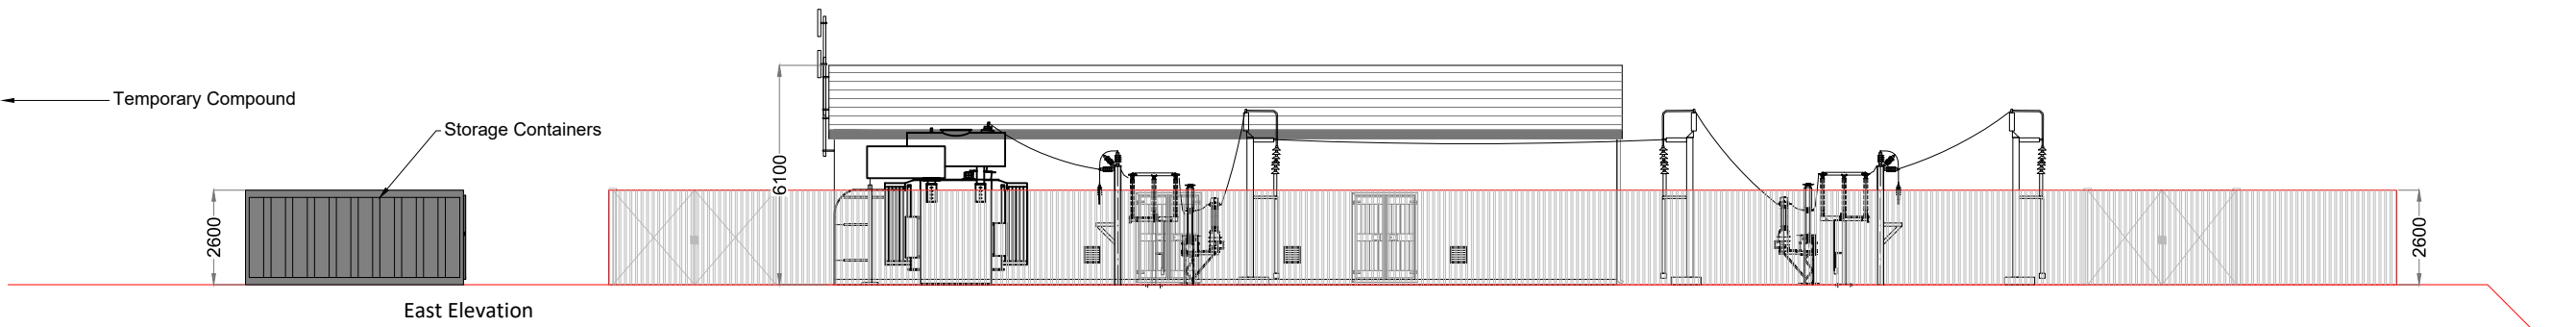 Temporary Compound
Storage Containers
2600
6100
2600
East Elevation